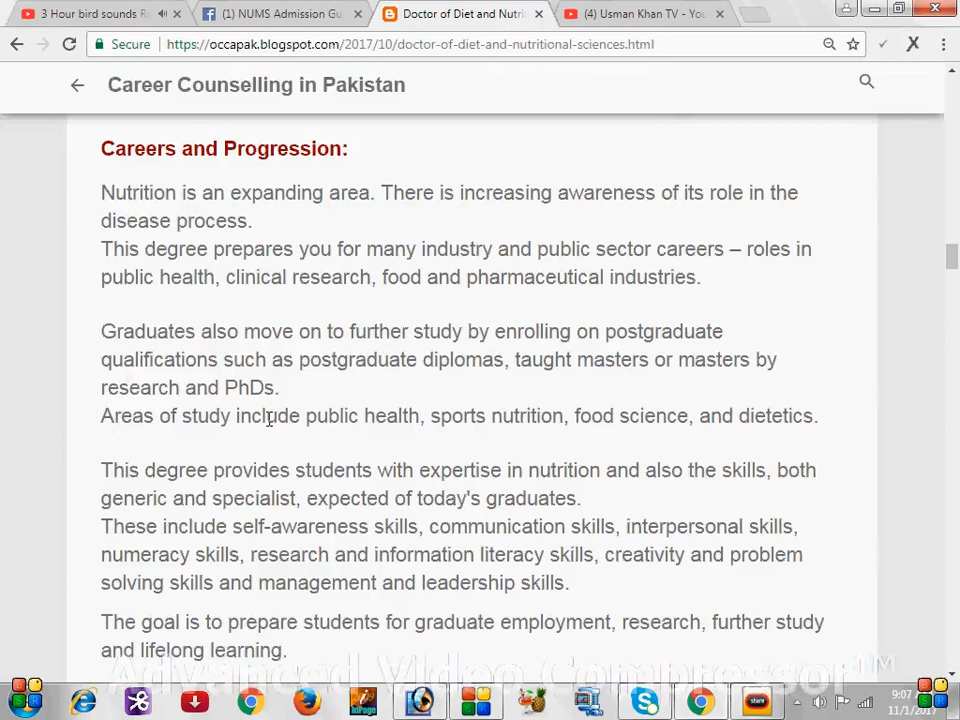 3 Hour bird sounds R
(1) NUMS Admission Gu
Doctor of Diet and Nutri
(4) Usman Khan TV - You
Secure
https://occapak.blogspot.com/2017/10/doctor-of-diet-and-nutritional-sciences.html
Career Counselling in Pakistan
Careers and Progression:
Nutrition is an expanding area. There is increasing awareness of its role in the
disease process.
This degree prepares you for many industry and public sector careers – roles in
public health, clinical research, food and pharmaceutical industries.
Graduates also move on to further study by enrolling on postgraduate
qualifications such as postgraduate diplomas, taught masters or masters by
research and PhDs.
Areas of study include public health, sports nutrition, food science, and dietetics.
This degree provides students with expertise in nutrition and also the skills, both
generic and specialist, expected of today's graduates.
These include self-awareness skills, communication skills, interpersonal skills,
numeracy skills, research and information literacy skills, creativity and problem
solving skills and management and leadership skills.
The goal is to prepare students for graduate employment, research, further study
and lifelong learning.
Advanced Video Compressor™
InPage
share
9:07
11/1/2017